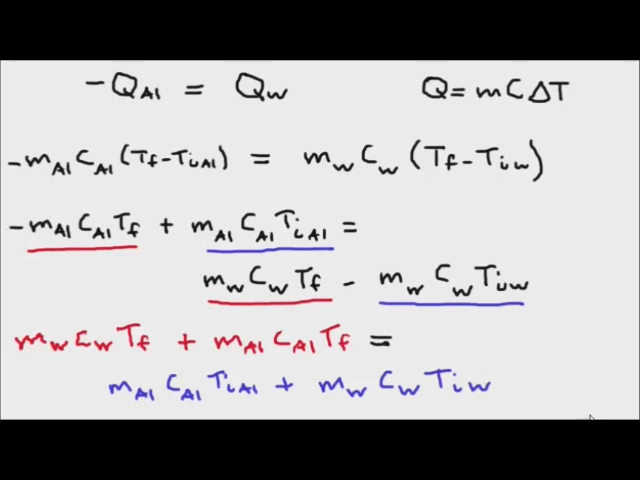 -Q_Al = Q_w Q = mCΔT
-m_Al C_Al (T_f - T_iAl) = m_w C_w (T_f - T_iw)
-m_Al C_Al T_f + m_Al C_Al T_iAl =
m_w C_w T_f - m_w C_w T_iw
m_w C_w T_f + m_Al C_Al T_f =
m_Al C_Al T_iAl + m_w C_w T_iw